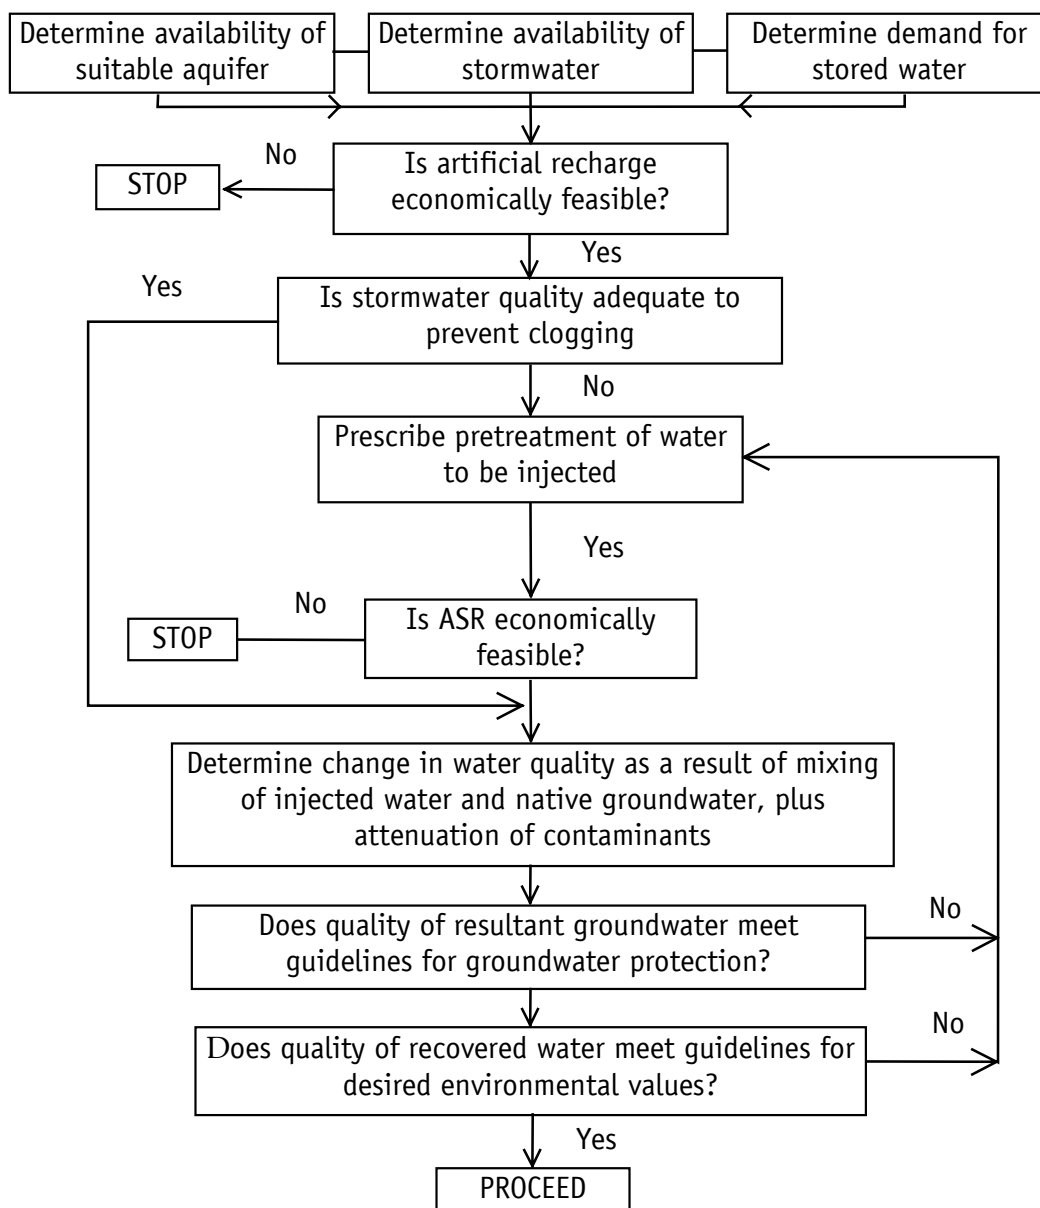 Determine availability of
suitable aquifer
Determine availability of
stormwater
Determine demand for
stored water
No
STOP
Is artificial recharge
economically feasible?
Yes
Yes
Is stormwater quality adequate to
prevent clogging
No
Prescribe pretreatment of water
to be injected
Yes
No
STOP
Is ASR economically
feasible?
Determine change in water quality as a result of mixing
of injected water and native groundwater, plus
attenuation of contaminants
Does quality of resultant groundwater meet
guidelines for groundwater protection?
No
Does quality of recovered water meet guidelines for
desired environmental values?
No
Yes
PROCEED